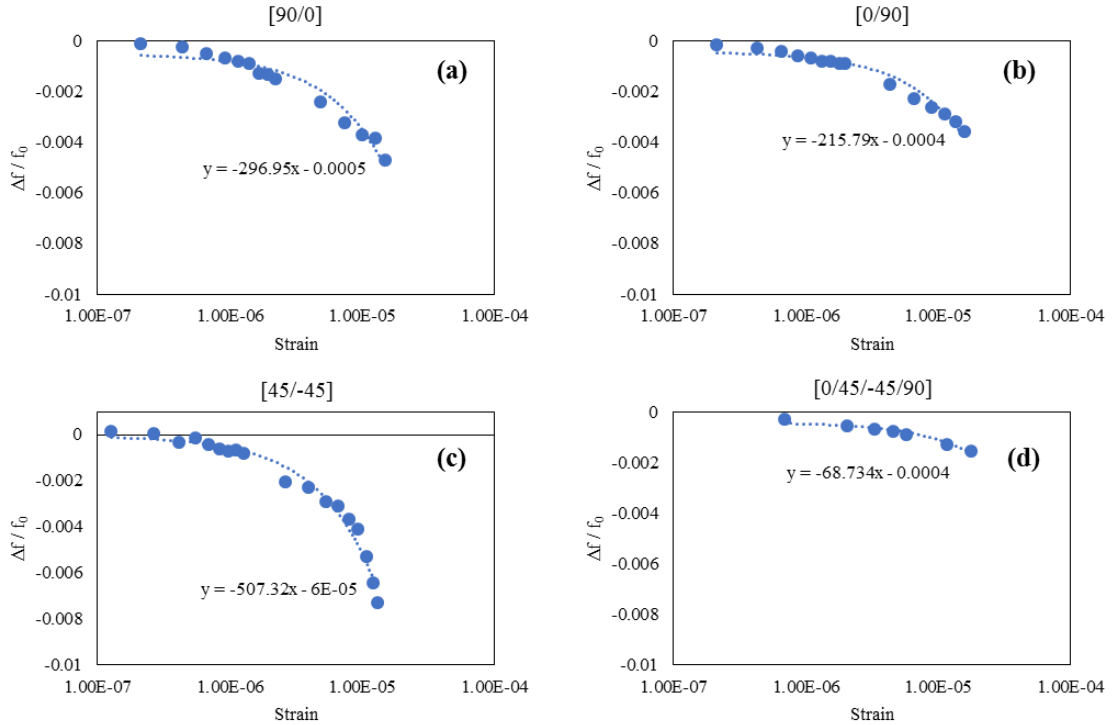 [90/0]
0
-0.002
-0.004
-0.006
-0.008
-0.01
Δf / f₀
(a)
y = -296.95x - 0.0005
1.00E-07 1.00E-06 1.00E-05 1.00E-04
Strain
[0/90]
0
-0.002
-0.004
-0.006
-0.008
-0.01
Δf / f₀
(b)
y = -215.79x - 0.0004
1.00E-07 1.00E-06 1.00E-05 1.00E-04
Strain
[45/-45]
0
-0.002
-0.004
-0.006
-0.008
-0.01
Δf / f₀
(c)
y = -507.32x - 6E-05
1.00E-07 1.00E-06 1.00E-05 1.00E-04
Strain
[0/45/-45/90]
0
-0.002
-0.004
-0.006
-0.008
-0.01
Δf / f₀
(d)
y = -68.734x - 0.0004
1.00E-07 1.00E-06 1.00E-05 1.00E-04
Strain